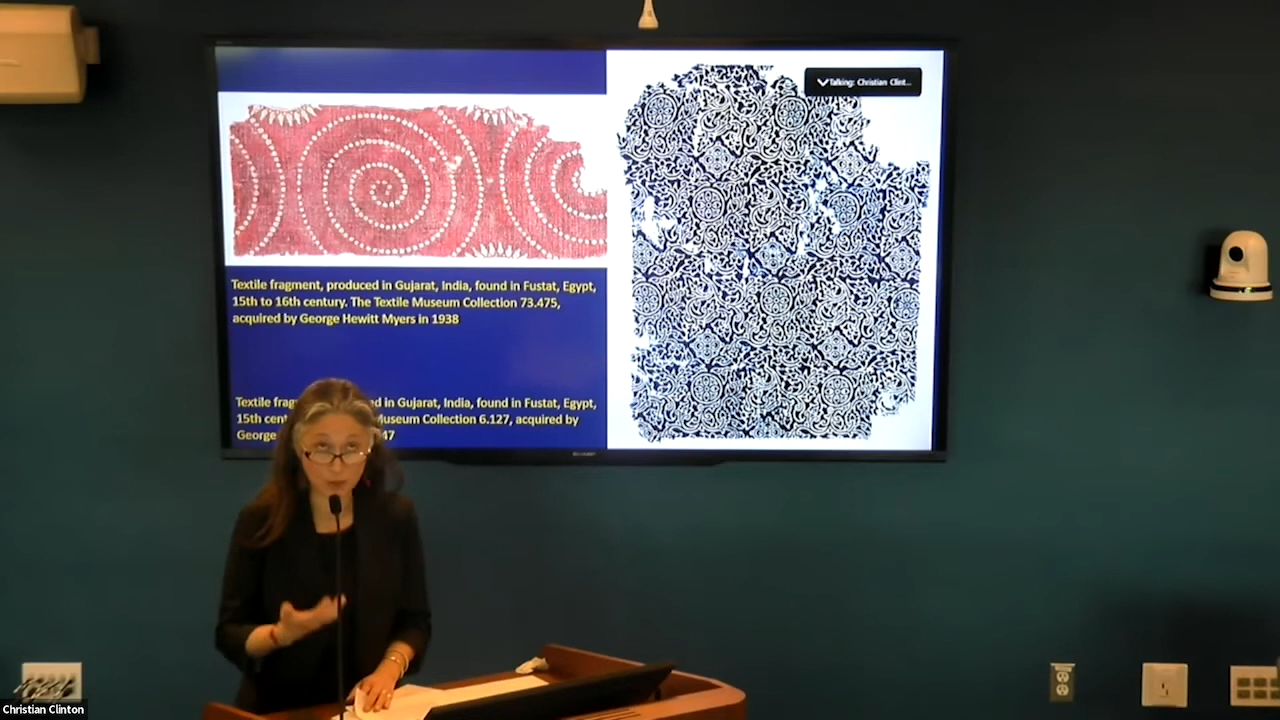 Talking: Christian Clint...
Textile fragment, produced in Gujarat, India, found in Fustat, Egypt,
15th to 16th century. The Textile Museum Collection 73.475,
acquired by George Hewitt Myers in 1938
Textile frag ed in Gujarat, India, found in Fustat, Egypt,
15th cent Museum Collection 6.127, acquired by
George 47
SHARP
Christian Clinton